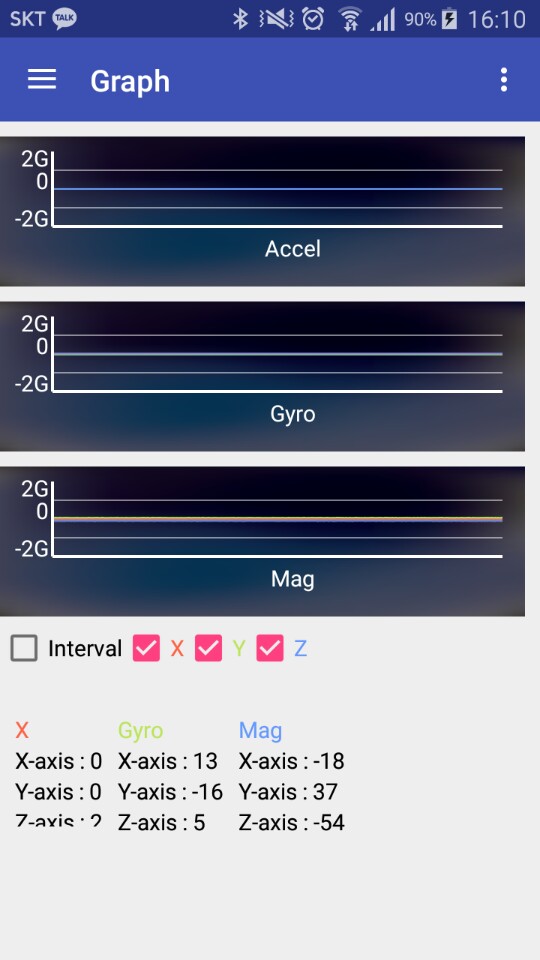 SKT TALK 90% 16:10
Graph
2G
0
-2G
Accel
2G
0
-2G
Gyro
2G
0
-2G
Mag
Interval X Y Z
X Gyro Mag
X-axis : 0 X-axis : 13 X-axis : -18
Y-axis : 0 Y-axis : -16 Y-axis : 37
Z-axis : 2 Z-axis : 5 Z-axis : -54